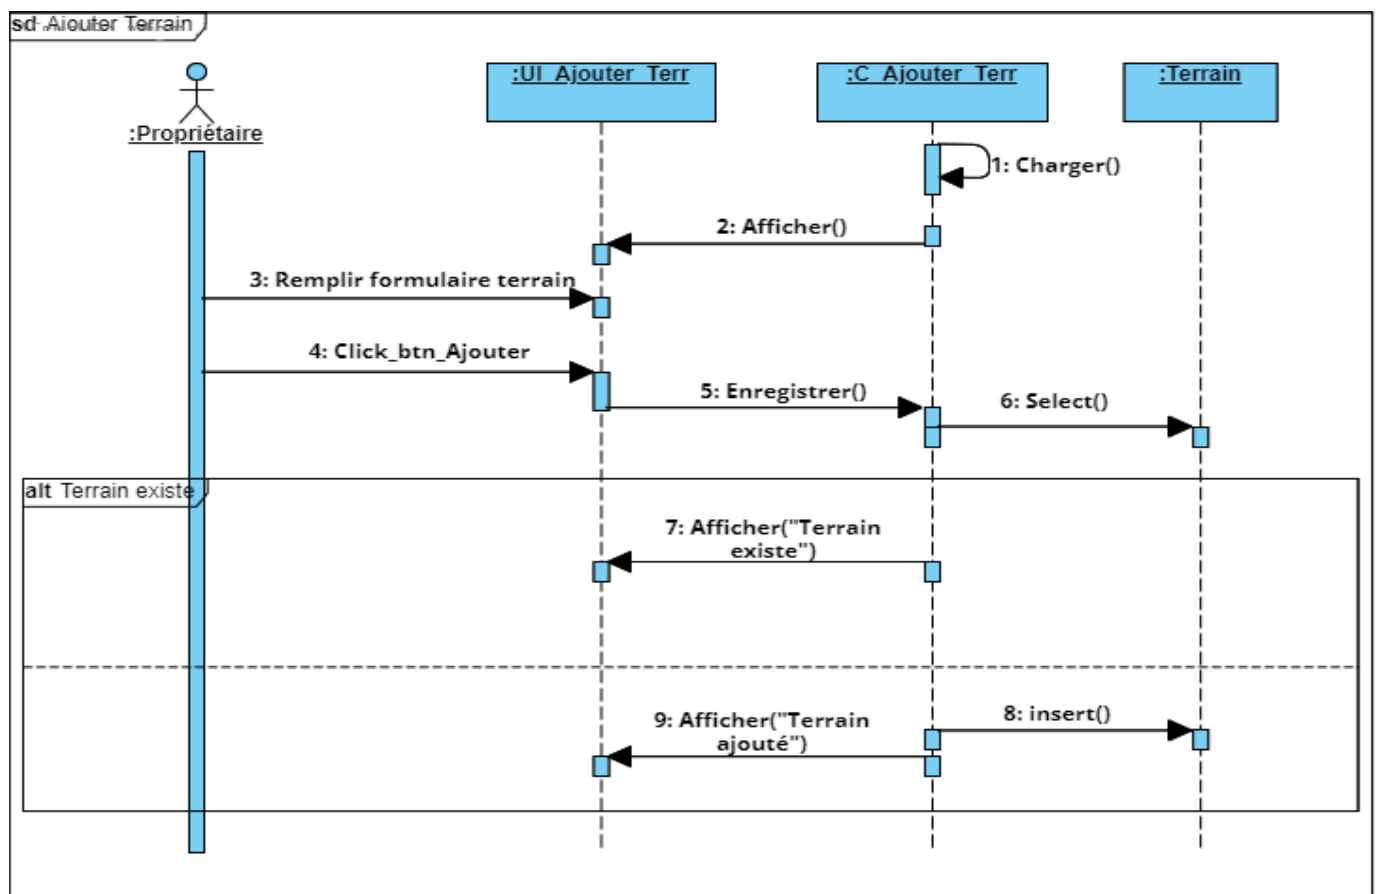 sd Ajouter Terrain
:UI_Ajouter_Terr
:C_Ajouter_Terr
:Terrain
:Propriétaire
1: Charger()
2: Afficher()
3: Remplir formulaire terrain
4: Click_btn_Ajouter
5: Enregistrer()
6: Select()
alt Terrain existe
7: Afficher("Terrain
existe")
8: insert()
9: Afficher("Terrain
ajouté")